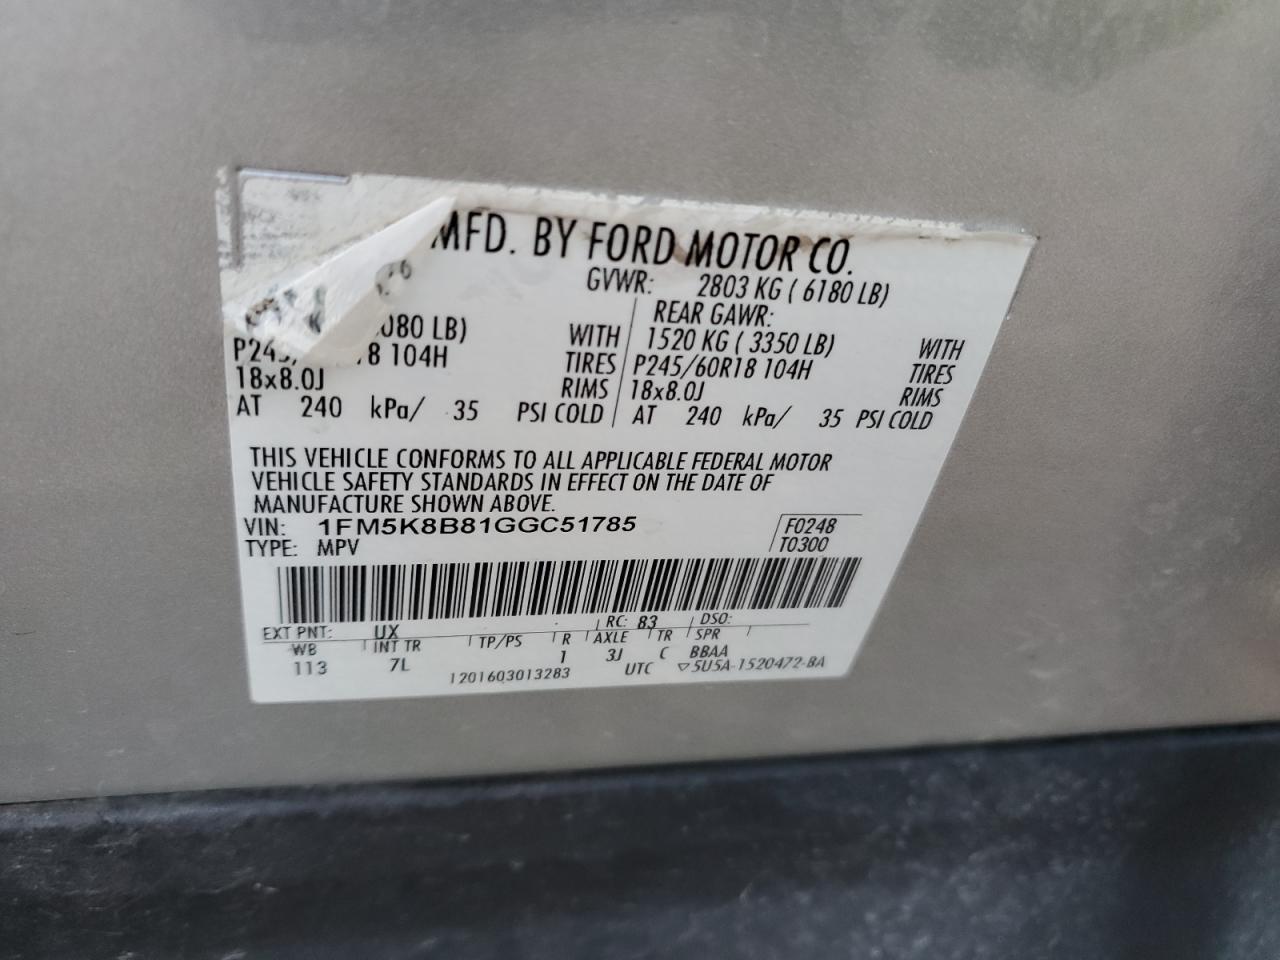 MFD. BY FORD MOTOR CO.
GVWR: 2803 KG ( 6180 LB)
080 LB) WITH
18 104H TIRES
18x8.0J RIMS
AT 240 kPa/ 35 PSI COLD
REAR GAWR:
1520 KG ( 3350 LB) WITH
P245/60R18 104H TIRES
18x8.0J RIMS
AT 240 kPa/ 35 PSI COLD
THIS VEHICLE CONFORMS TO ALL APPLICABLE FEDERAL MOTOR
VEHICLE SAFETY STANDARDS IN EFFECT ON THE DATE OF
MANUFACTURE SHOWN ABOVE.
VIN: 1FM5K8B81GGC51785 F0248
TYPE: MPV T0300
EXT PNT: UX RC: 83 DSO:
WB INT TR TP/PS R AXLE TR SPR
113 7L 1 3J C BBAA
1201603013283 UTC ▽5U5A-1520472-BA